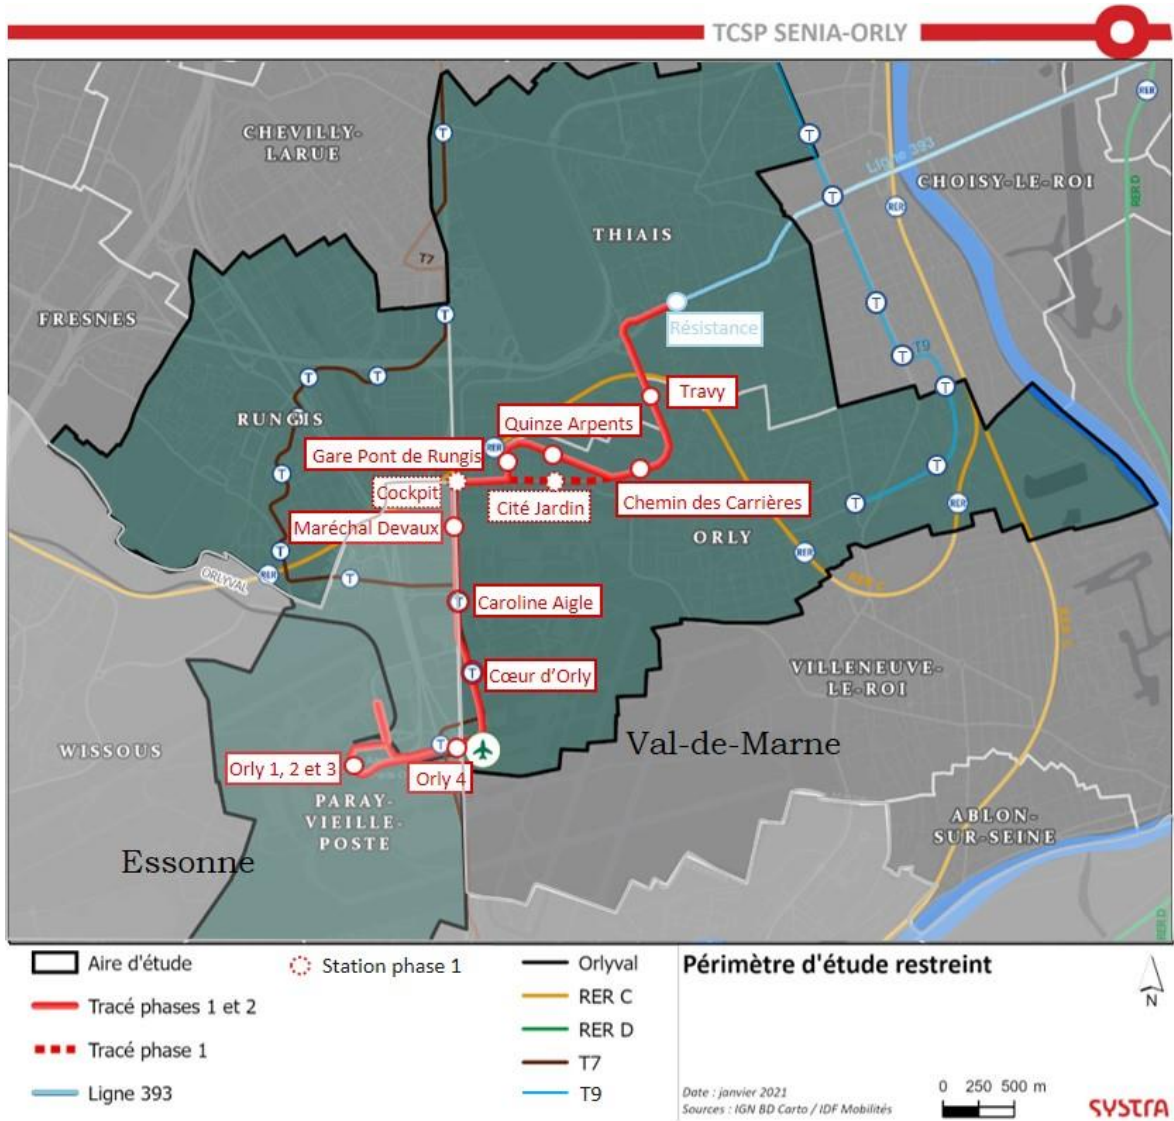 TCSP SENIA-ORLY
CHEVILLY-
LARUE
Ligne 393
CHOISY-LE-ROI
RER
RER D
THIAIS
T7
FRESNES
Résistance
T9
RUNGIS
Travy
Quinze Arpents
Gare Pont de Rungis
Cockpit
Cité Jardin
Chemin des Carrières
Maréchal Devaux
ORLY
ORLYVAL
RER C
Caroline Aigle
Cœur d'Orly
VILLENEUVE-
LE-ROI
WISSOUS
Val-de-Marne
Orly 1, 2 et 3
Orly 4
PARAY-
VIEILLE-
POSTE
ABLON-
SUR-SEINE
Essonne
RER D
Aire d'étude
Station phase 1
Orlyval
Périmètre d'étude restreint
Tracé phases 1 et 2
RER C
RER D
N
Tracé phase 1
T7
Ligne 393
T9
Date : janvier 2021
Sources : IGN BD Carto / IDF Mobilités
0 250 500 m
SYSTRA